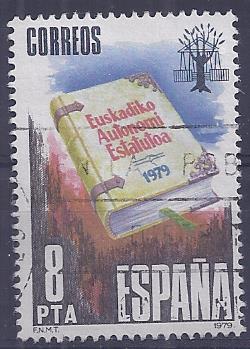 CORREOS
Euskadiko
Autonomi
Estatutoa
1979
8
PTA
ESPAÑA
F.N.M.T.
1979